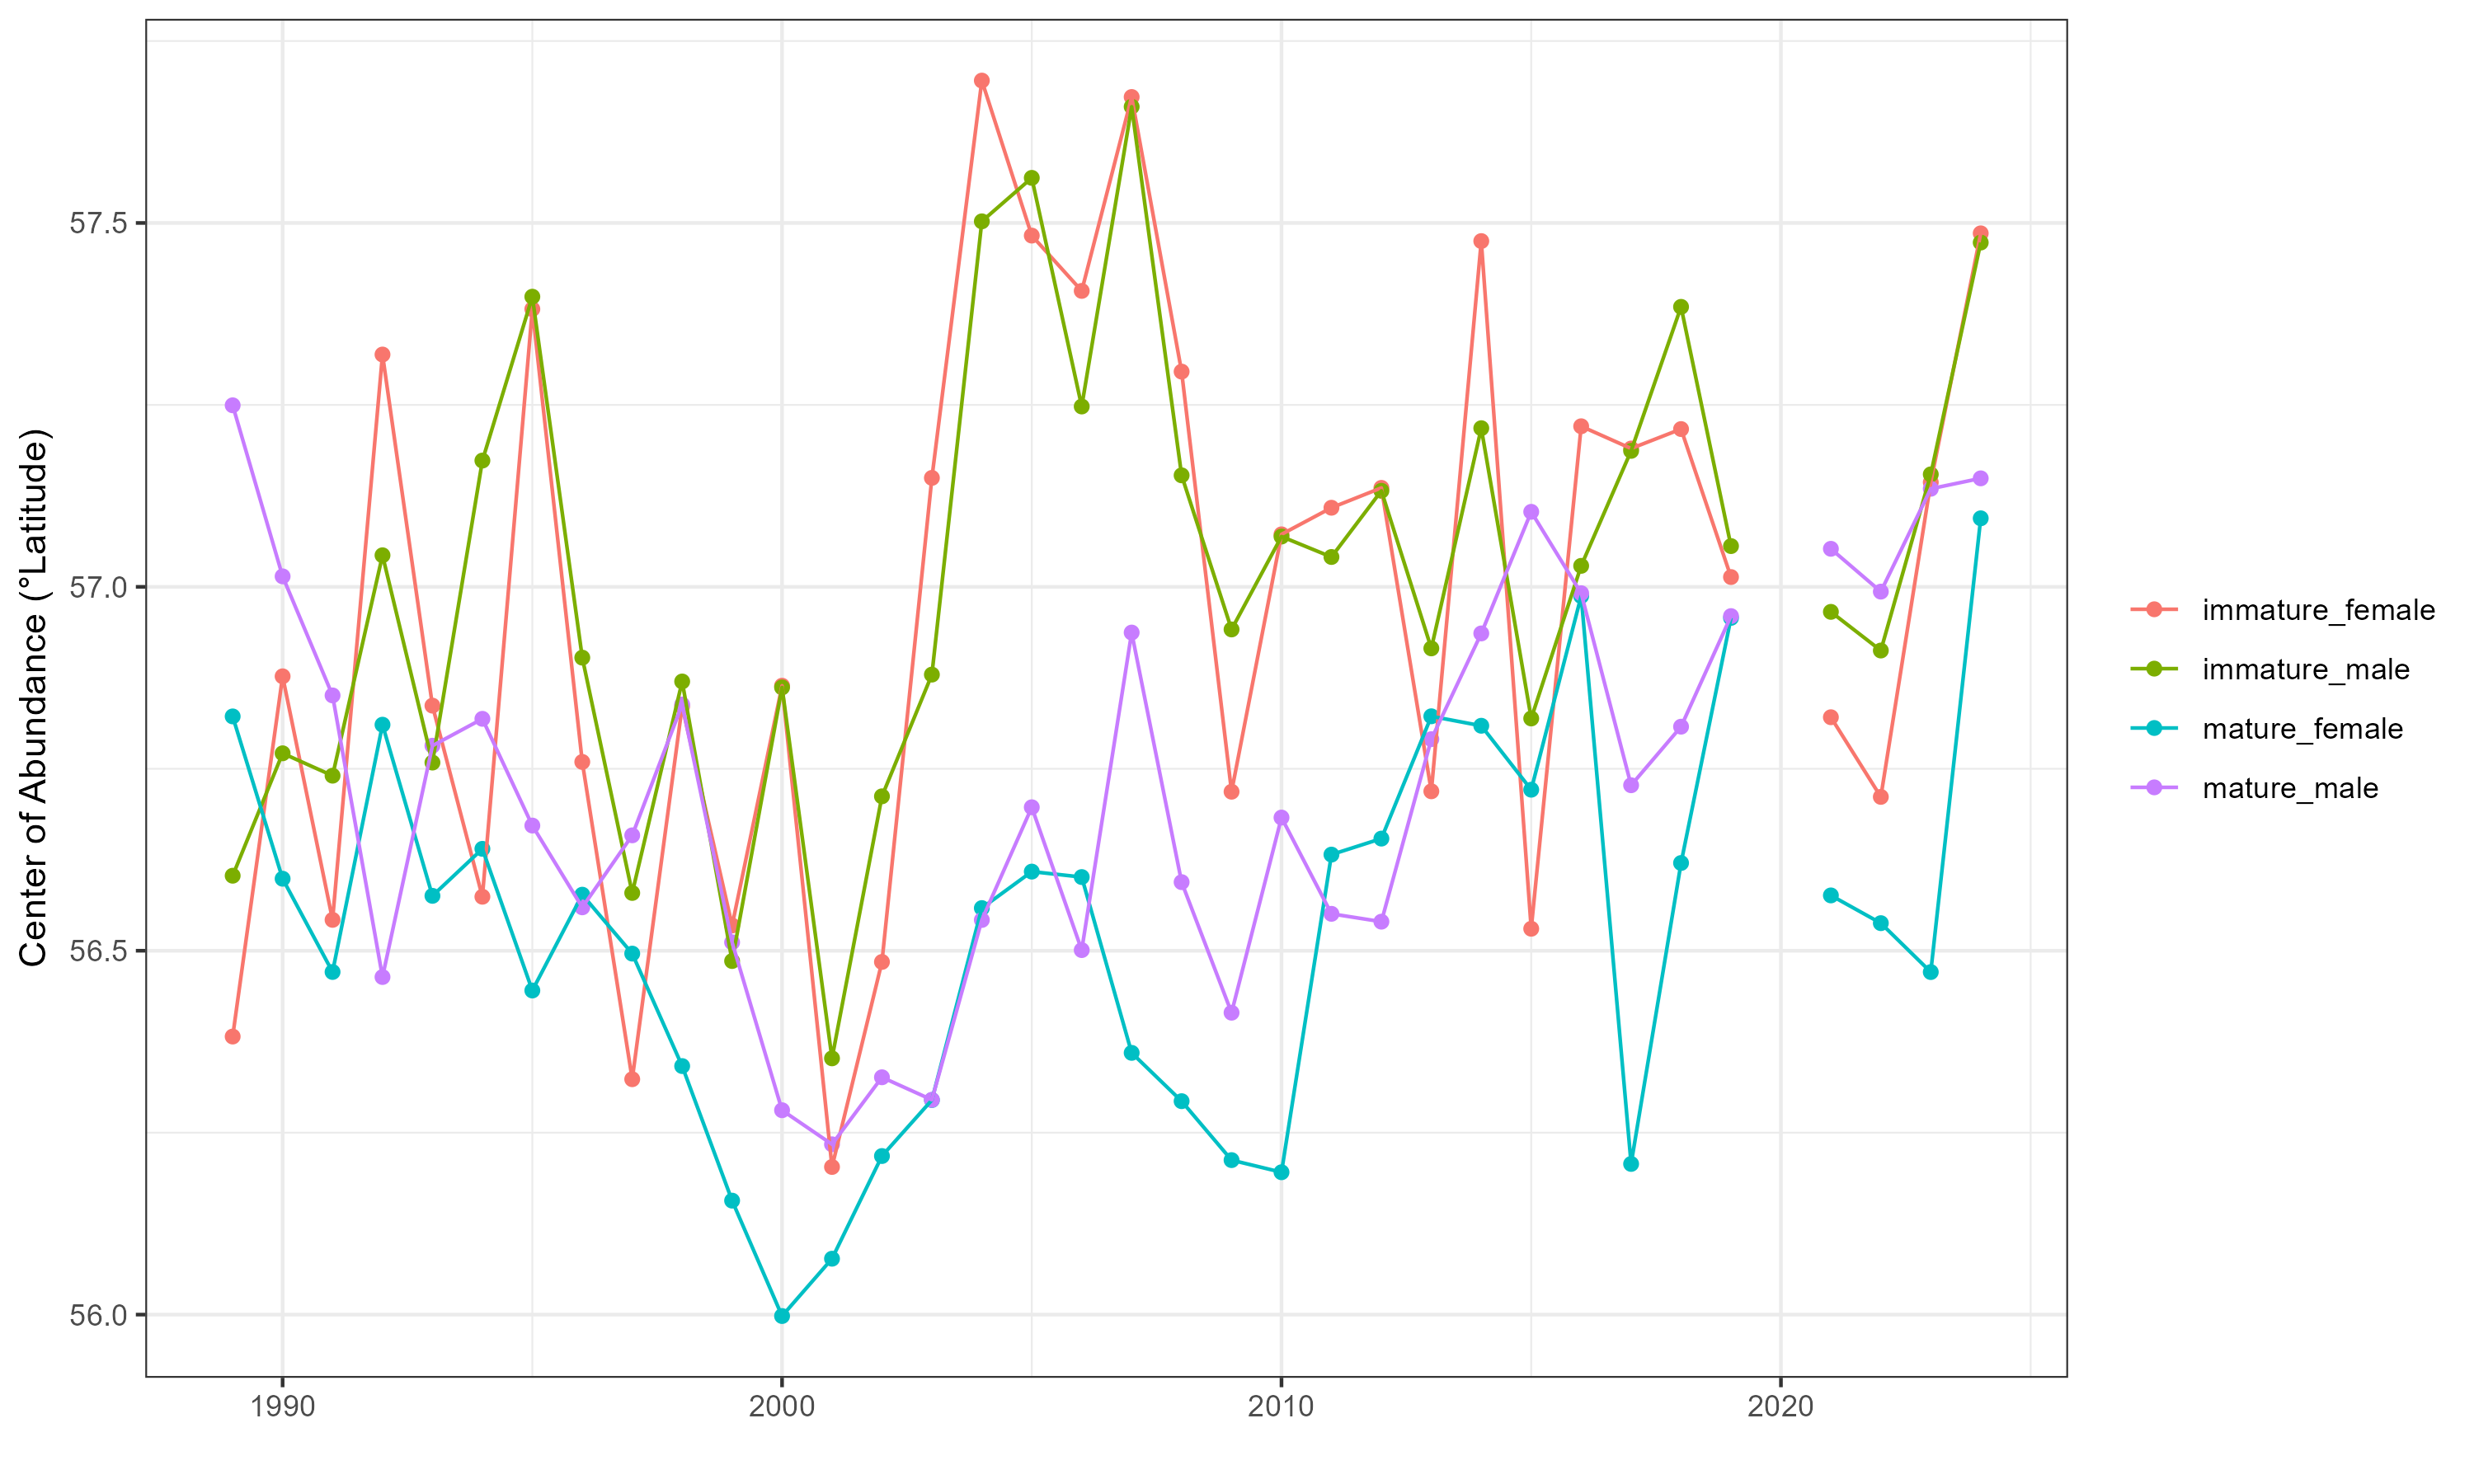 Center of Abundance (°Latitude)
57.5
57.0
56.5
56.0
1990
2000
2010
2020
immature_female
immature_male
mature_female
mature_male